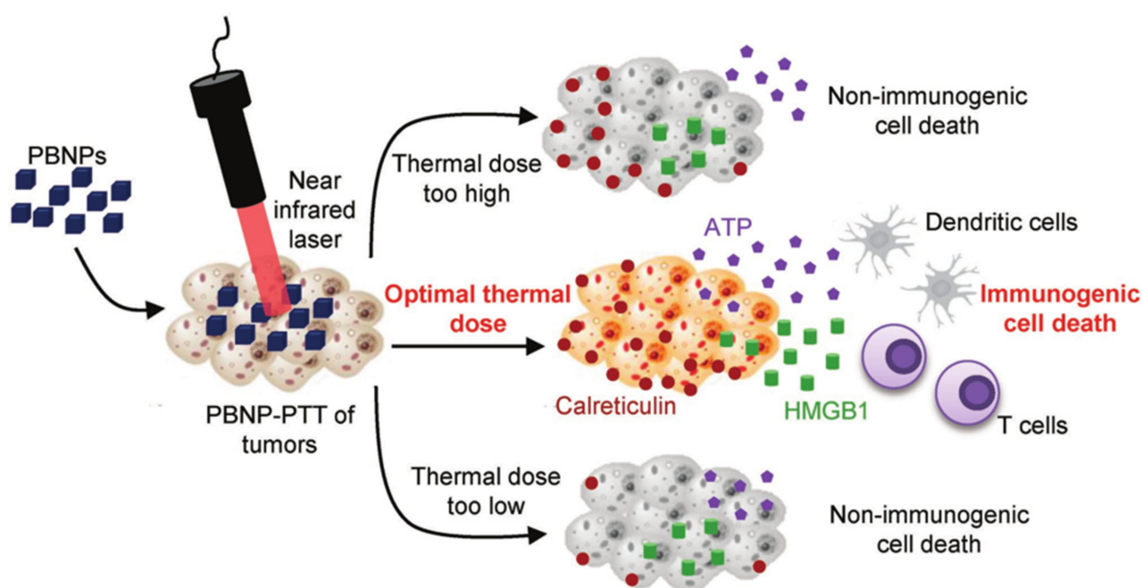 PBNPs
Near
infrared
laser
PBNP-PTT of
tumors
Thermal dose
too high
Non-immunogenic
cell death
Optimal thermal
dose
ATP
Calreticulin
HMGB1
Dendritic cells
Immunogenic
cell death
T cells
Thermal dose
too low
Non-immunogenic
cell death